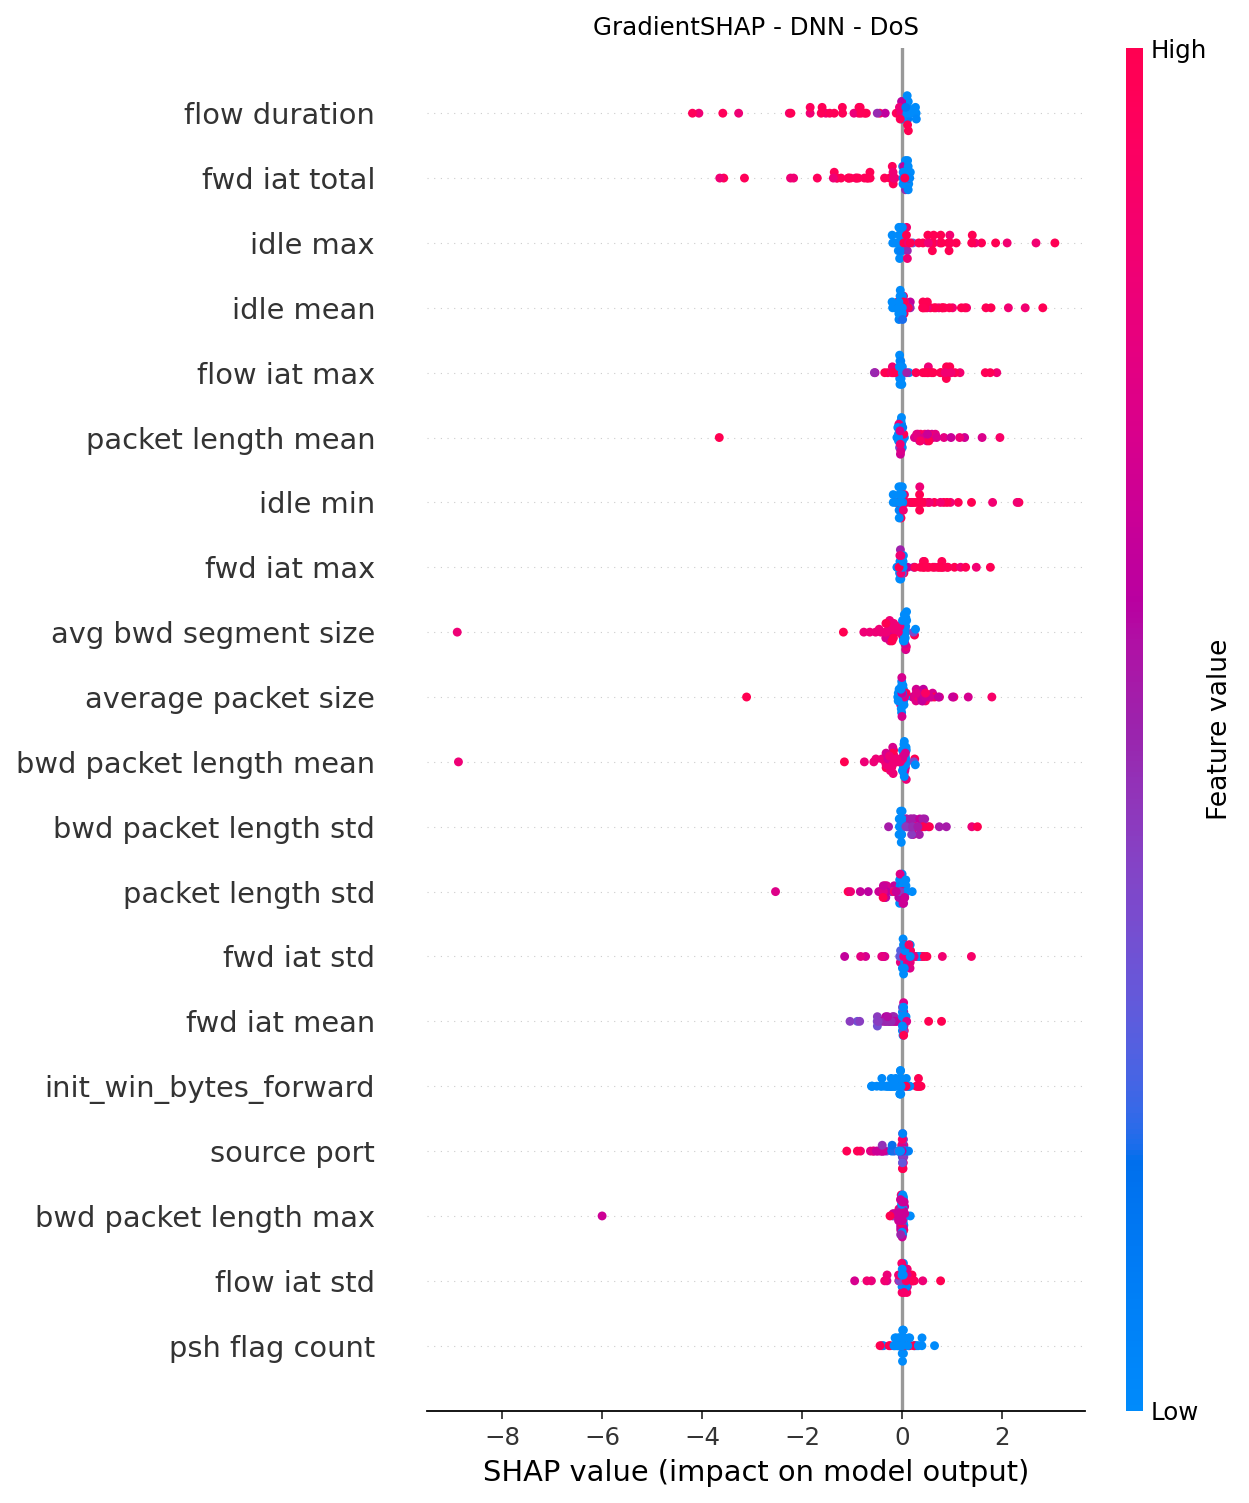 GradientSHAP - DNN - DoS
High
flow duration
fwd iat total
idle max
idle mean
flow iat max
packet length mean
idle min
fwd iat max
avg bwd segment size
average packet size
bwd packet length mean
bwd packet length std
packet length std
fwd iat std
fwd iat mean
init_win_bytes_forward
source port
bwd packet length max
flow iat std
psh flag count
Feature value
Low
−8 −6 −4 −2 0 2
SHAP value (impact on model output)